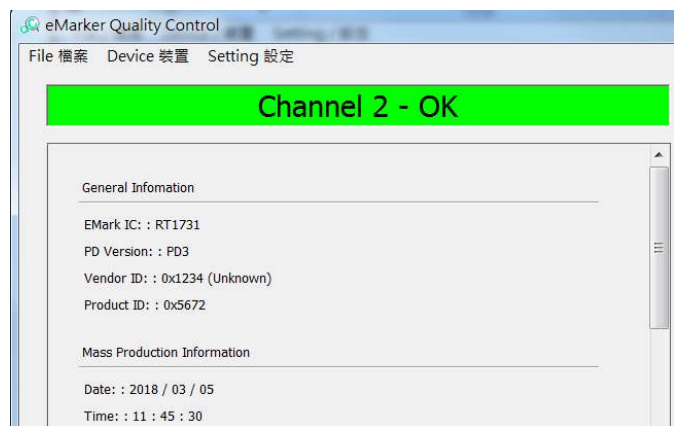 eMarker Quality Control
File 檔案 Device 裝置 Setting 設定
Channel 2 - OK
General Infomation
EMark IC: : RT1731
PD Version: : PD3
Vendor ID: : 0x1234 (Unknown)
Product ID: : 0x5672
Mass Production Information
Date: : 2018 / 03 / 05
Time: : 11 : 45 : 30